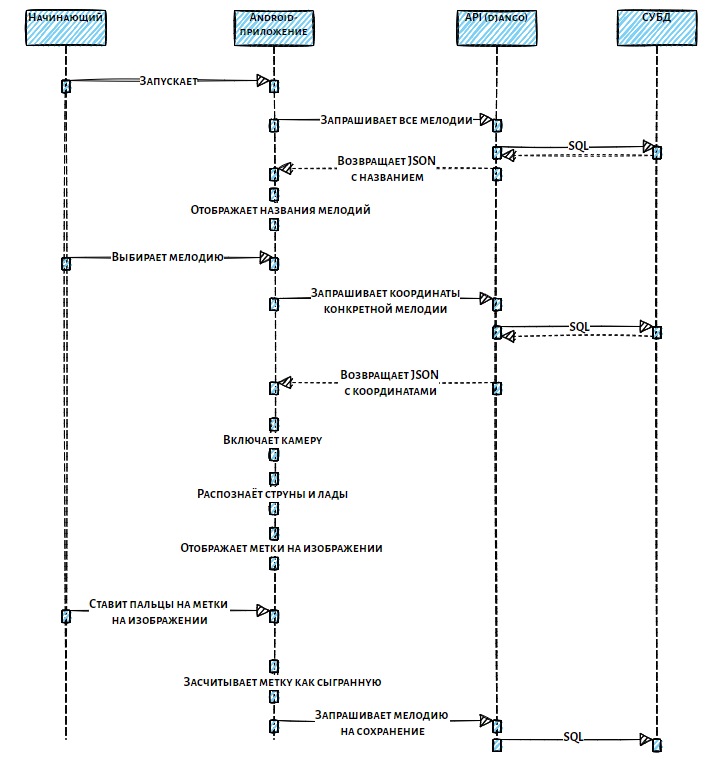 Начинающий
Android-
приложение
API (django)
СУБД
Запускает
Запрашивает все мелодии
SQL
Возвращает JSON
с названием
Отображает названия мелодий
Выбирает мелодию
Запрашивает координаты
конкретной мелодии
SQL
Возвращает JSON
с координатами
Включает камеру
Распознаёт струны и лады
Отображает метки на изображении
Ставит пальцы на метки
на изображении
Засчитывает метку как сыгранную
Запрашивает мелодию
на сохранение
SQL